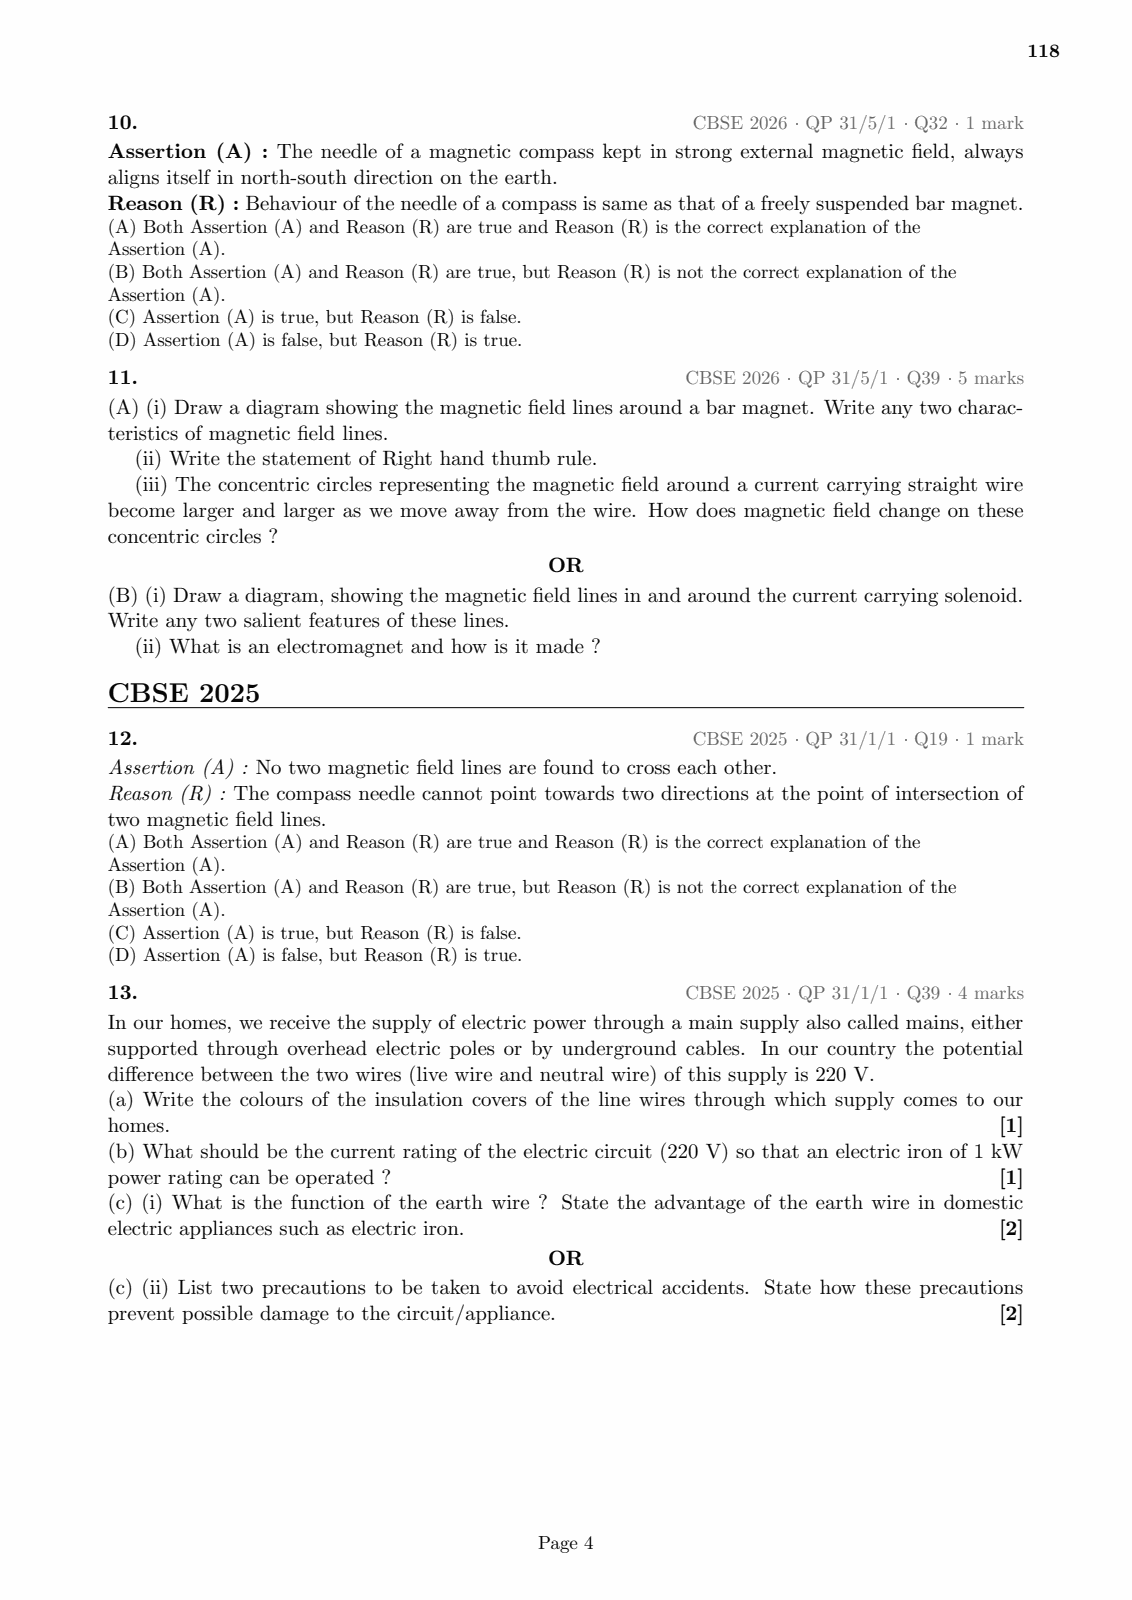 118
10.
CBSE 2026 · QP 31/5/1 · Q32 · 1 mark
Assertion (A) : The needle of a magnetic compass kept in strong external magnetic field, always
aligns itself in north-south direction on the earth.
Reason (R) : Behaviour of the needle of a compass is same as that of a freely suspended bar magnet.
(A) Both Assertion (A) and Reason (R) are true and Reason (R) is the correct explanation of the
Assertion (A).
(B) Both Assertion (A) and Reason (R) are true, but Reason (R) is not the correct explanation of the
Assertion (A).
(C) Assertion (A) is true, but Reason (R) is false.
(D) Assertion (A) is false, but Reason (R) is true.
11.
CBSE 2026 · QP 31/5/1 · Q39 · 5 marks
(A) (i) Draw a diagram showing the magnetic field lines around a bar magnet. Write any two charac-
teristics of magnetic field lines.
(ii) Write the statement of Right hand thumb rule.
(iii) The concentric circles representing the magnetic field around a current carrying straight wire
become larger and larger as we move away from the wire. How does magnetic field change on these
concentric circles ?
OR
(B) (i) Draw a diagram, showing the magnetic field lines in and around the current carrying solenoid.
Write any two salient features of these lines.
(ii) What is an electromagnet and how is it made ?
CBSE 2025
12.
CBSE 2025 · QP 31/1/1 · Q19 · 1 mark
Assertion (A) : No two magnetic field lines are found to cross each other.
Reason (R) : The compass needle cannot point towards two directions at the point of intersection of
two magnetic field lines.
(A) Both Assertion (A) and Reason (R) are true and Reason (R) is the correct explanation of the
Assertion (A).
(B) Both Assertion (A) and Reason (R) are true, but Reason (R) is not the correct explanation of the
Assertion (A).
(C) Assertion (A) is true, but Reason (R) is false.
(D) Assertion (A) is false, but Reason (R) is true.
13.
CBSE 2025 · QP 31/1/1 · Q39 · 4 marks
In our homes, we receive the supply of electric power through a main supply also called mains, either
supported through overhead electric poles or by underground cables. In our country the potential
difference between the two wires (live wire and neutral wire) of this supply is 220 V.
(a) Write the colours of the insulation covers of the line wires through which supply comes to our
homes. [1]
(b) What should be the current rating of the electric circuit (220 V) so that an electric iron of 1 kW
power rating can be operated ? [1]
(c) (i) What is the function of the earth wire ? State the advantage of the earth wire in domestic
electric appliances such as electric iron. [2]
OR
(c) (ii) List two precautions to be taken to avoid electrical accidents. State how these precautions
prevent possible damage to the circuit/appliance. [2]
Page 4